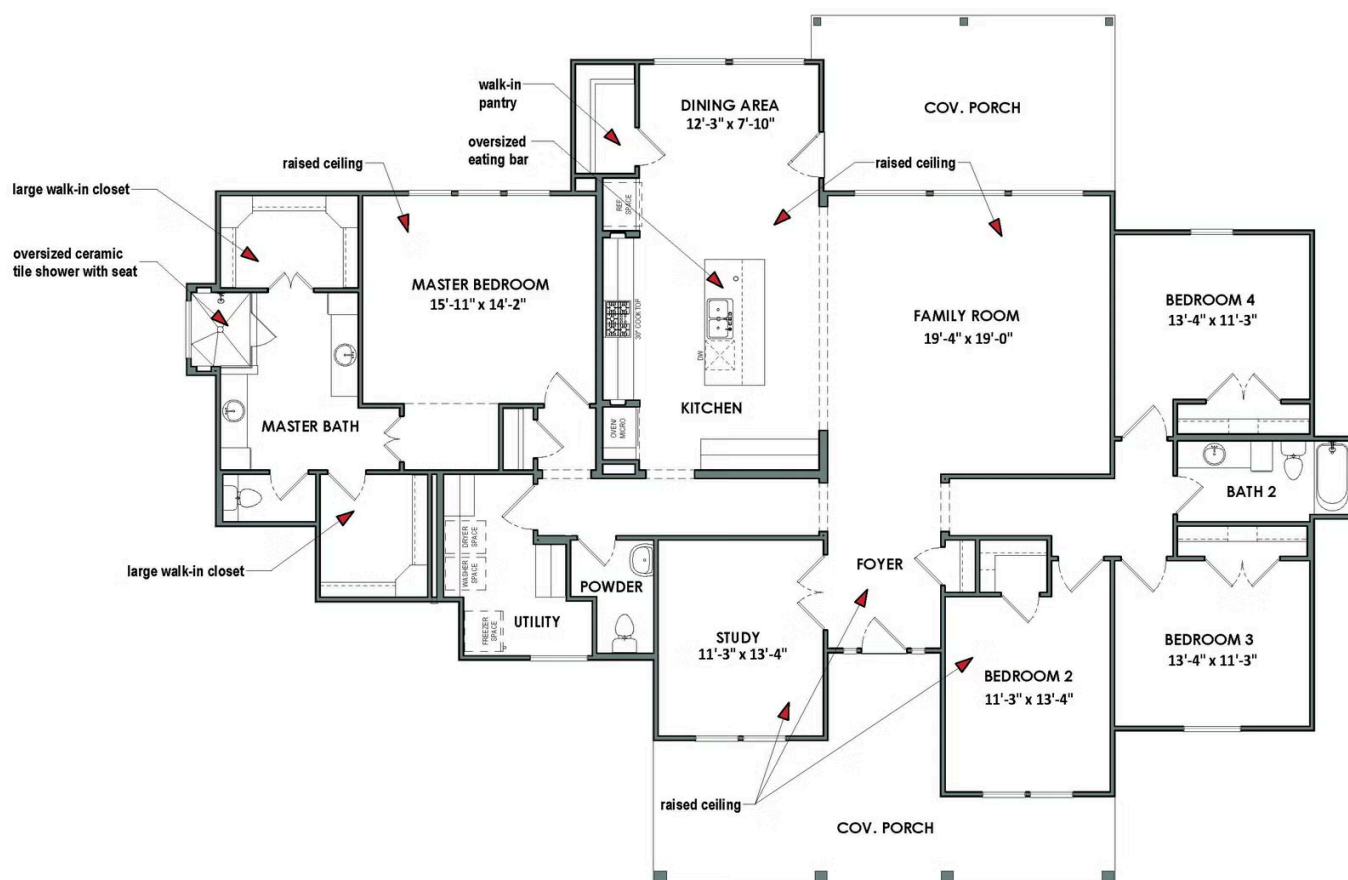 walk-in
pantry
DINING AREA
12'-3" x 7'-10"
COV. PORCH
oversized
eating bar
raised ceiling
raised ceiling
large walk-in closet
REF.
SPACE
oversized ceramic
tile shower with seat
MASTER BEDROOM
15'-11" x 14'-2"
BEDROOM 4
13'-4" x 11'-3"
30" COOK TOP
FAMILY ROOM
19'-4" x 19'-0"
DW
KITCHEN
MASTER BATH
OVEN/
MICRO
BATH 2
DRYER
SPACE
WASHER
SPACE
large walk-in closet
POWDER
FOYER
FREEZER
SPACE
UTILITY
STUDY
11'-3" x 13'-4"
BEDROOM 3
13'-4" x 11'-3"
BEDROOM 2
11'-3" x 13'-4"
raised ceiling
COV. PORCH